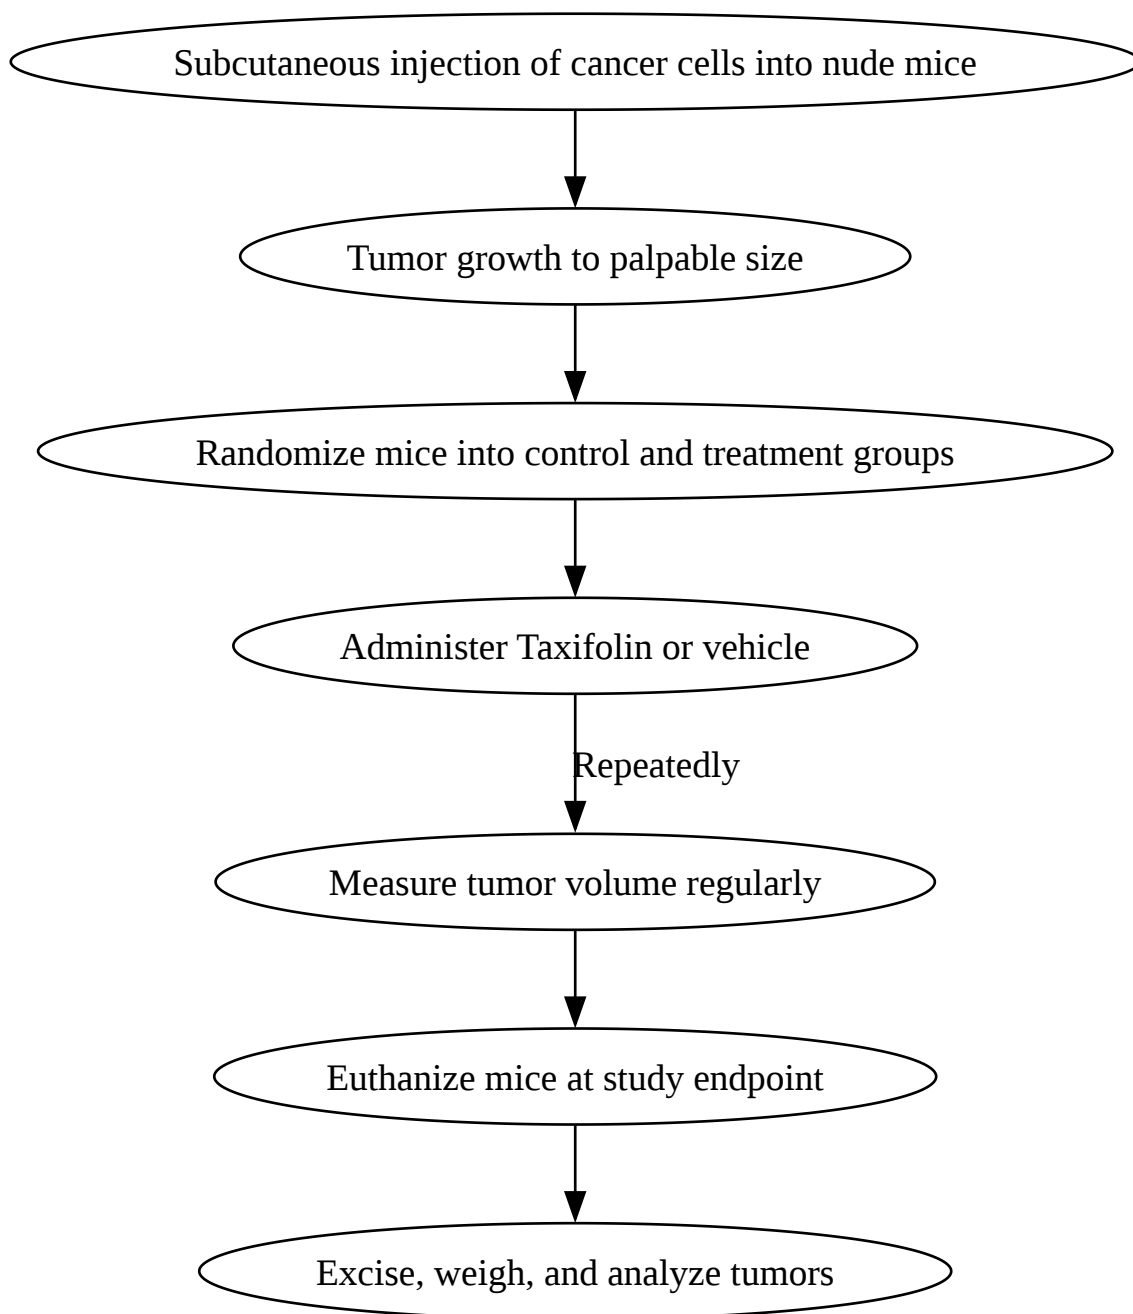 Subcutaneous injection of cancer cells into nude mice
Tumor growth to palpable size
Randomize mice into control and treatment groups
Administer Taxifolin or vehicle
Repeatedly
Measure tumor volume regularly
Euthanize mice at study endpoint
Excise, weigh, and analyze tumors